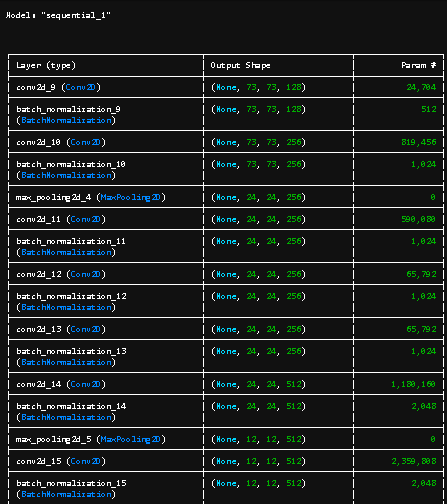 Model: "sequential_1"
Layer (type) Output Shape Param #
conv2d_9 (Conv2D) (None, 73, 73, 128) 24,704
batch_normalization_9 (None, 73, 73, 128) 512
(BatchNormalization)
conv2d_10 (Conv2D) (None, 73, 73, 256) 819,456
batch_normalization_10 (None, 73, 73, 256) 1,024
(BatchNormalization)
max_pooling2d_4 (MaxPooling2D) (None, 24, 24, 256) 0
conv2d_11 (Conv2D) (None, 24, 24, 256) 590,080
batch_normalization_11 (None, 24, 24, 256) 1,024
(BatchNormalization)
conv2d_12 (Conv2D) (None, 24, 24, 256) 65,792
batch_normalization_12 (None, 24, 24, 256) 1,024
(BatchNormalization)
conv2d_13 (Conv2D) (None, 24, 24, 256) 65,792
batch_normalization_13 (None, 24, 24, 256) 1,024
(BatchNormalization)
conv2d_14 (Conv2D) (None, 24, 24, 512) 1,180,160
batch_normalization_14 (None, 24, 24, 512) 2,048
(BatchNormalization)
max_pooling2d_5 (MaxPooling2D) (None, 12, 12, 512) 0
conv2d_15 (Conv2D) (None, 12, 12, 512) 2,359,808
batch_normalization_15 (None, 12, 12, 512) 2,048
(BatchNormalization)